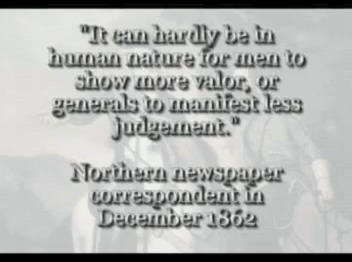 "It can hardly be in
human nature for men to
show more valor, or
generals to manifest less
judgement."
Northern newspaper
correspondent in
December 1862